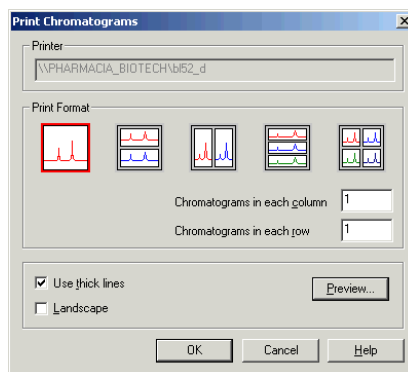 Print Chromatograms
Printer
\\PHARMACIA_BIOTECH\bl52_d
Print Format
Chromatograms in each column 1
Chromatograms in each row 1
Use thick lines
Preview...
Landscape
OK Cancel Help